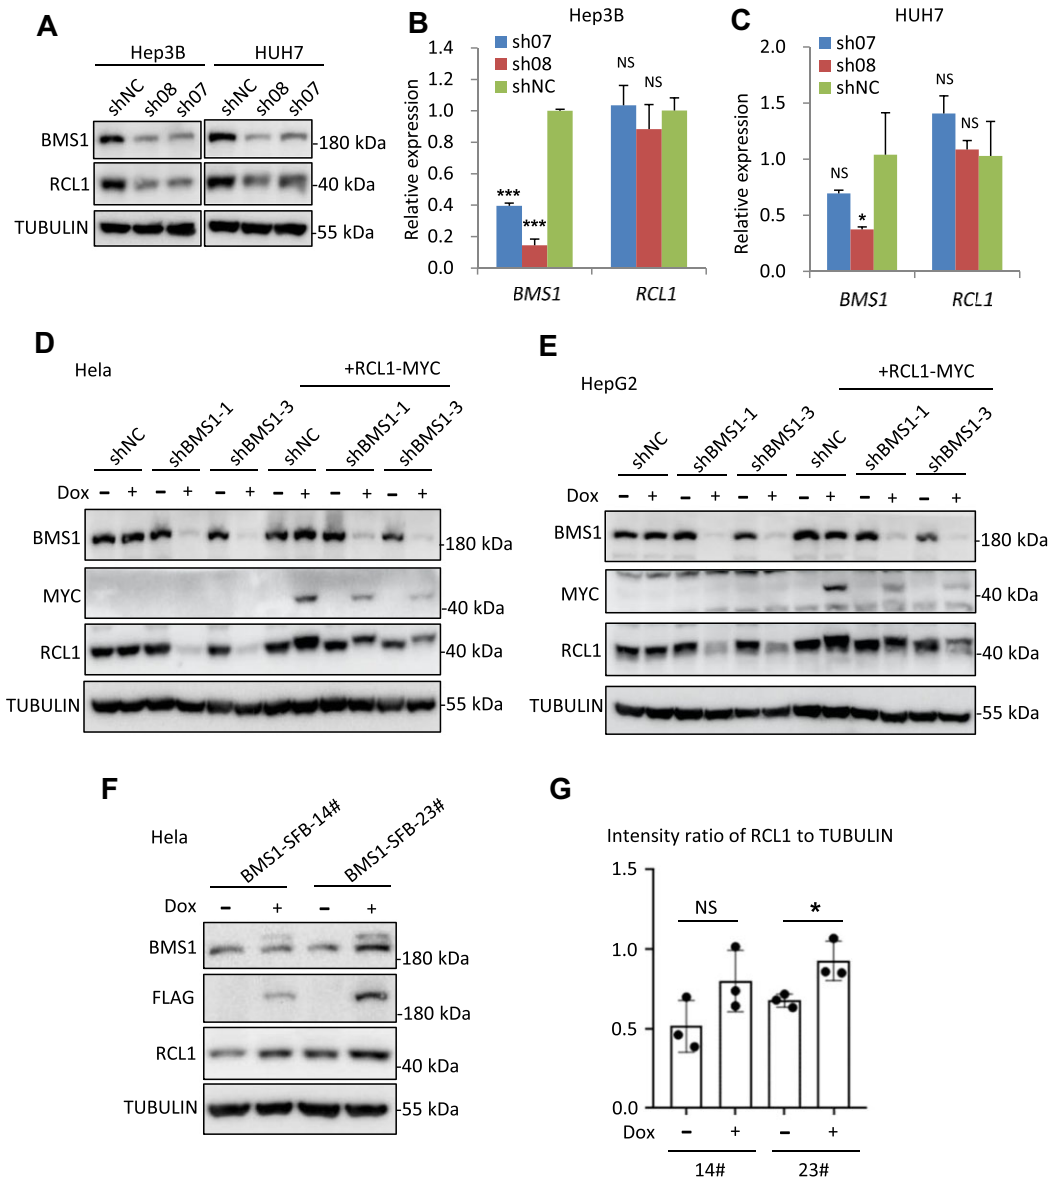 A
Hep3B HUH7
shNC sh08 sh07 shNC sh08 sh07
BMS1 -180 kDa
RCL1 -40 kDa
TUBULIN -55 kDa
B
Hep3B
sh07
sh08
shNC
Relative expression
1.4
1.2
1.0
0.8
0.6
0.4
0.2
0.0
*** *** NS NS
BMS1 RCL1
C
HUH7
sh07
sh08
shNC
Relative expression
2.0
1.5
1.0
0.5
0.0
NS * NS NS
BMS1 RCL1
D
Hela
+RCL1-MYC
shNC shBMS1-1 shBMS1-3 shNC shBMS1-1 shBMS1-3
Dox - + - + - + - + - + - +
BMS1 -180 kDa
MYC -40 kDa
RCL1 -40 kDa
TUBULIN -55 kDa
E
HepG2
+RCL1-MYC
shNC shBMS1-1 shBMS1-3 shNC shBMS1-1 shBMS1-3
Dox - + - + - + - + - + - +
BMS1 -180 kDa
MYC -40 kDa
RCL1 -40 kDa
TUBULIN -55 kDa
F
Hela
BMS1-SFB-14# BMS1-SFB-23#
Dox - + - +
BMS1 -180 kDa
FLAG -180 kDa
RCL1 -40 kDa
TUBULIN -55 kDa
G
Intensity ratio of RCL1 to TUBULIN
1.5
1.0
0.5
0.0
NS *
Dox - + - +
14# 23#